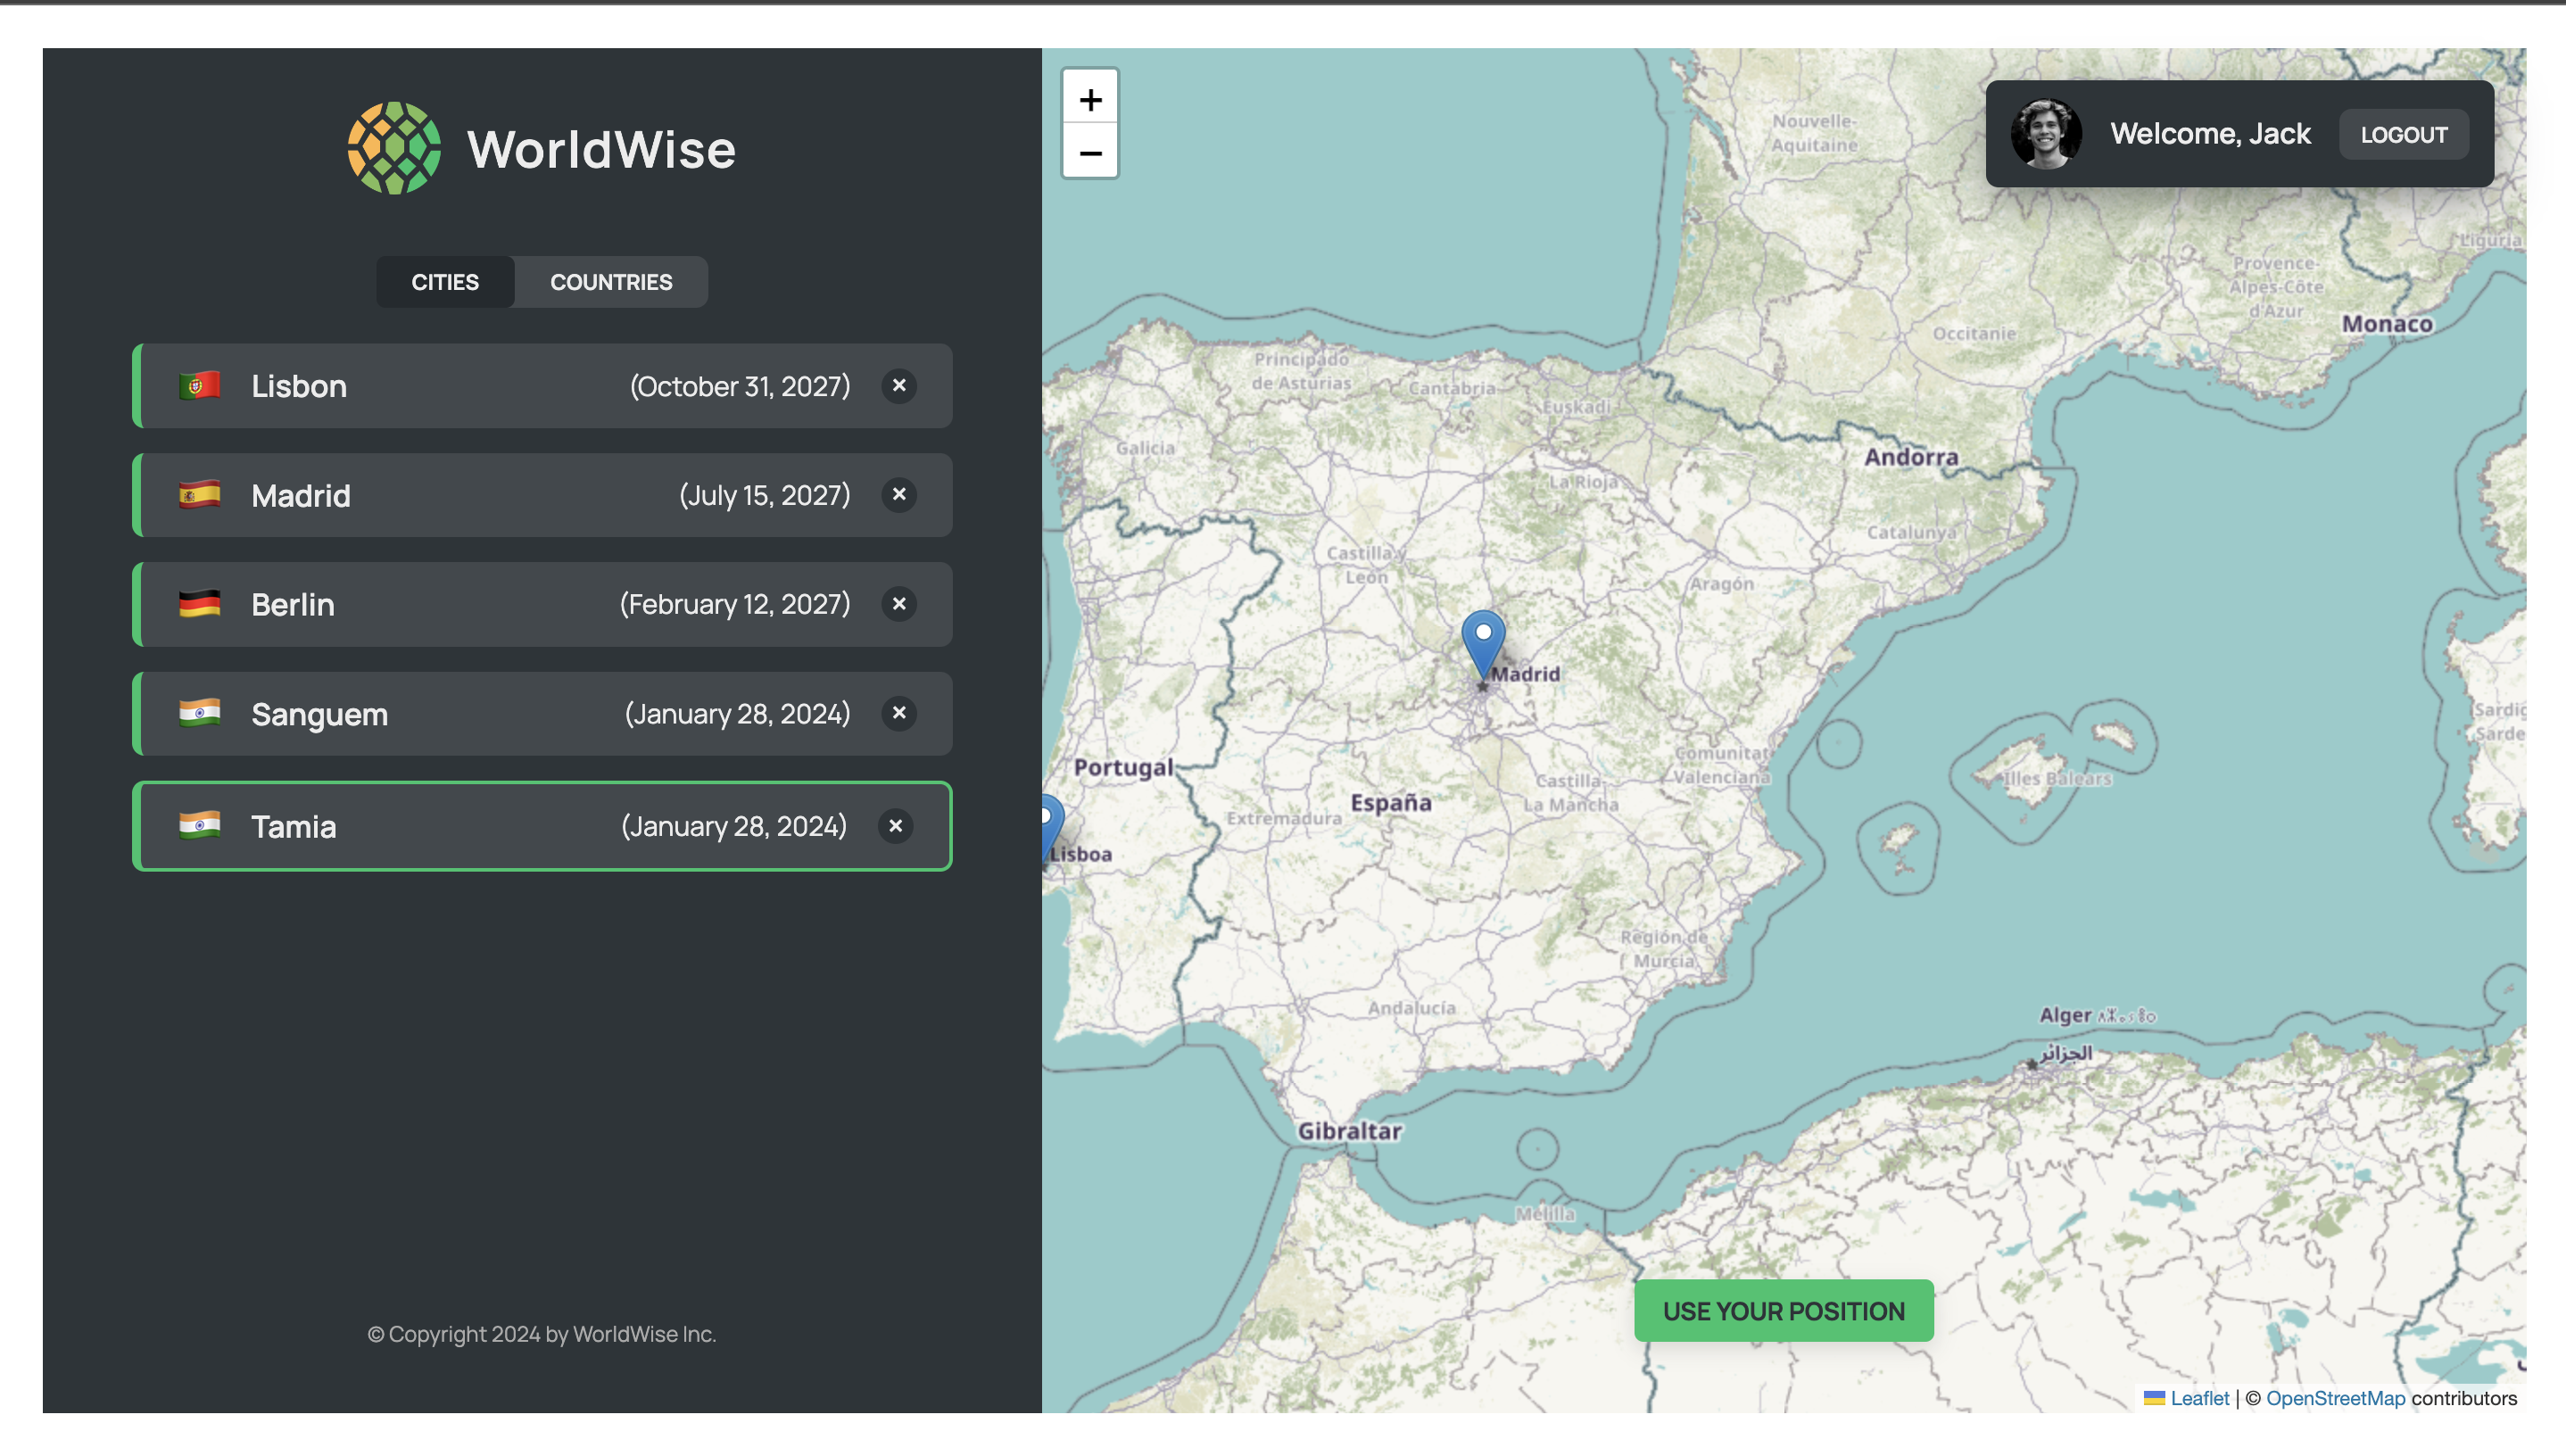 WorldWise
CITIES
COUNTRIES
Lisbon (October 31, 2027) ×
Madrid (July 15, 2027) ×
Berlin (February 12, 2027) ×
Sanguem (January 28, 2024) ×
Tamia (January 28, 2024) ×
© Copyright 2024 by WorldWise Inc.
+
−
Welcome, Jack
LOGOUT
Nouvelle-
Aquitaine
Liguria
Provence-
Alpes-Côte
d'Azur
Monaco
Occitanie
Principado
de Asturias
Cantabria
Euskadi
Galicia
Andorra
La Rioja
Catalunya
Castilla y
León
Aragón
Madrid
Portugal
Comunitat
Valenciana
Castilla-
La Mancha
España
Extremadura
Illes Balears
Lisboa
Región de
Murcia
Andalucía
Alger
الجزائر
Gibraltar
Melilla
USE YOUR POSITION
Leaflet | © OpenStreetMap contributors